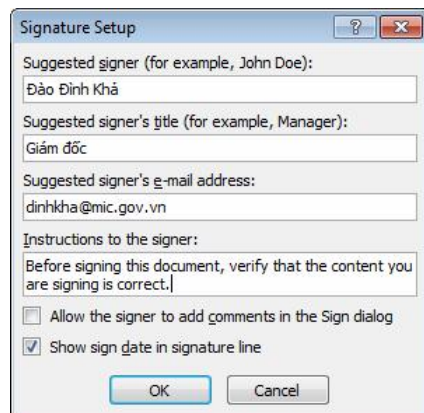 Signature Setup
Suggested signer (for example, John Doe):
Đào Đình Khả
Suggested signer's title (for example, Manager):
Giám đốc
Suggested signer's e-mail address:
dinhkha@mic.gov.vn
Instructions to the signer:
Before signing this document, verify that the content you
are signing is correct.
Allow the signer to add comments in the Sign dialog
Show sign date in signature line
OK Cancel